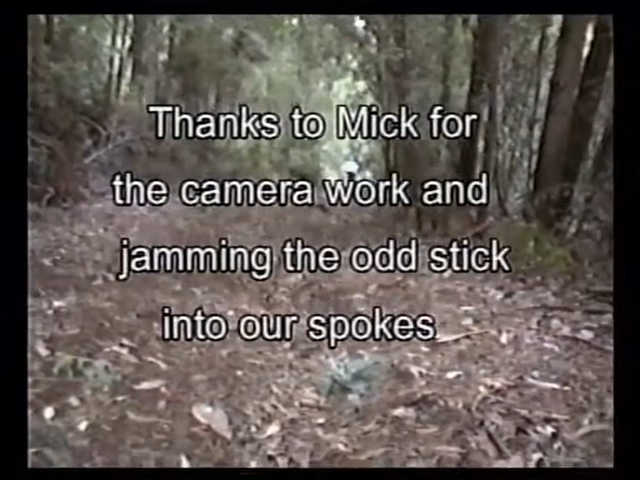 Thanks to Mick for
the camera work and
jamming the odd stick
into our spokes